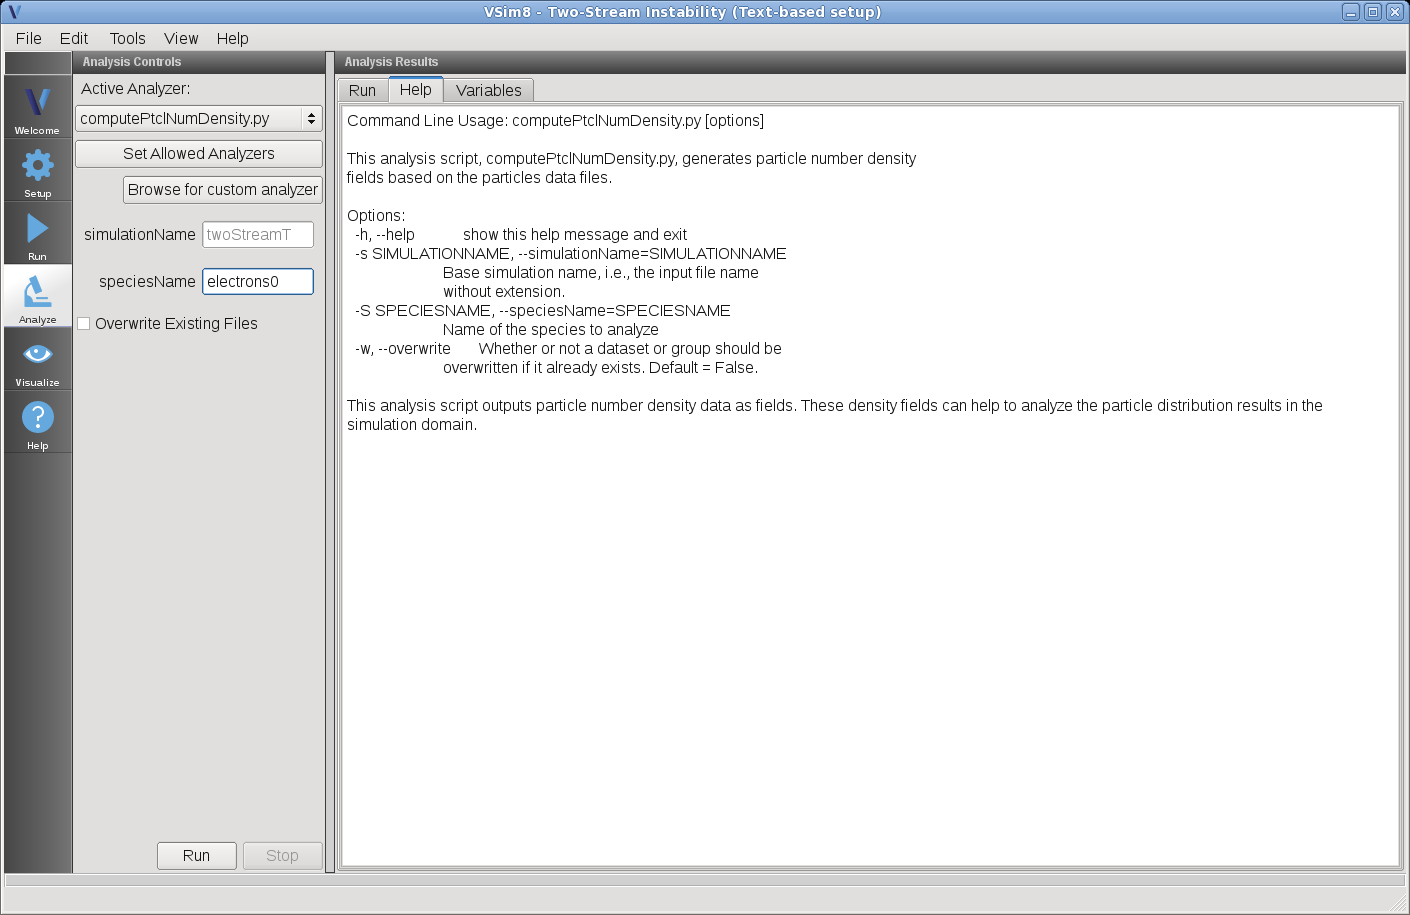 VSim8 - Two-Stream Instability (Text-based setup)
File Edit Tools View Help
Analysis Controls
Analysis Results
Welcome
Setup
Run
Analyze
Visualize
?
Help
Active Analyzer:
computePtclNumDensity.py
Set Allowed Analyzers
Browse for custom analyzer
simulationName twoStreamT
speciesName electrons0
Overwrite Existing Files
Run Stop
Run Help Variables
Command Line Usage: computePtclNumDensity.py [options]
This analysis script, computePtclNumDensity.py, generates particle number density
fields based on the particles data files.
Options:
-h, --help show this help message and exit
-s SIMULATIONNAME, --simulationName=SIMULATIONNAME
Base simulation name, i.e., the input file name
without extension.
-S SPECIESNAME, --speciesName=SPECIESNAME
Name of the species to analyze
-w, --overwrite Whether or not a dataset or group should be
overwritten if it already exists. Default = False.
This analysis script outputs particle number density data as fields. These density fields can help to analyze the particle distribution results in the
simulation domain.